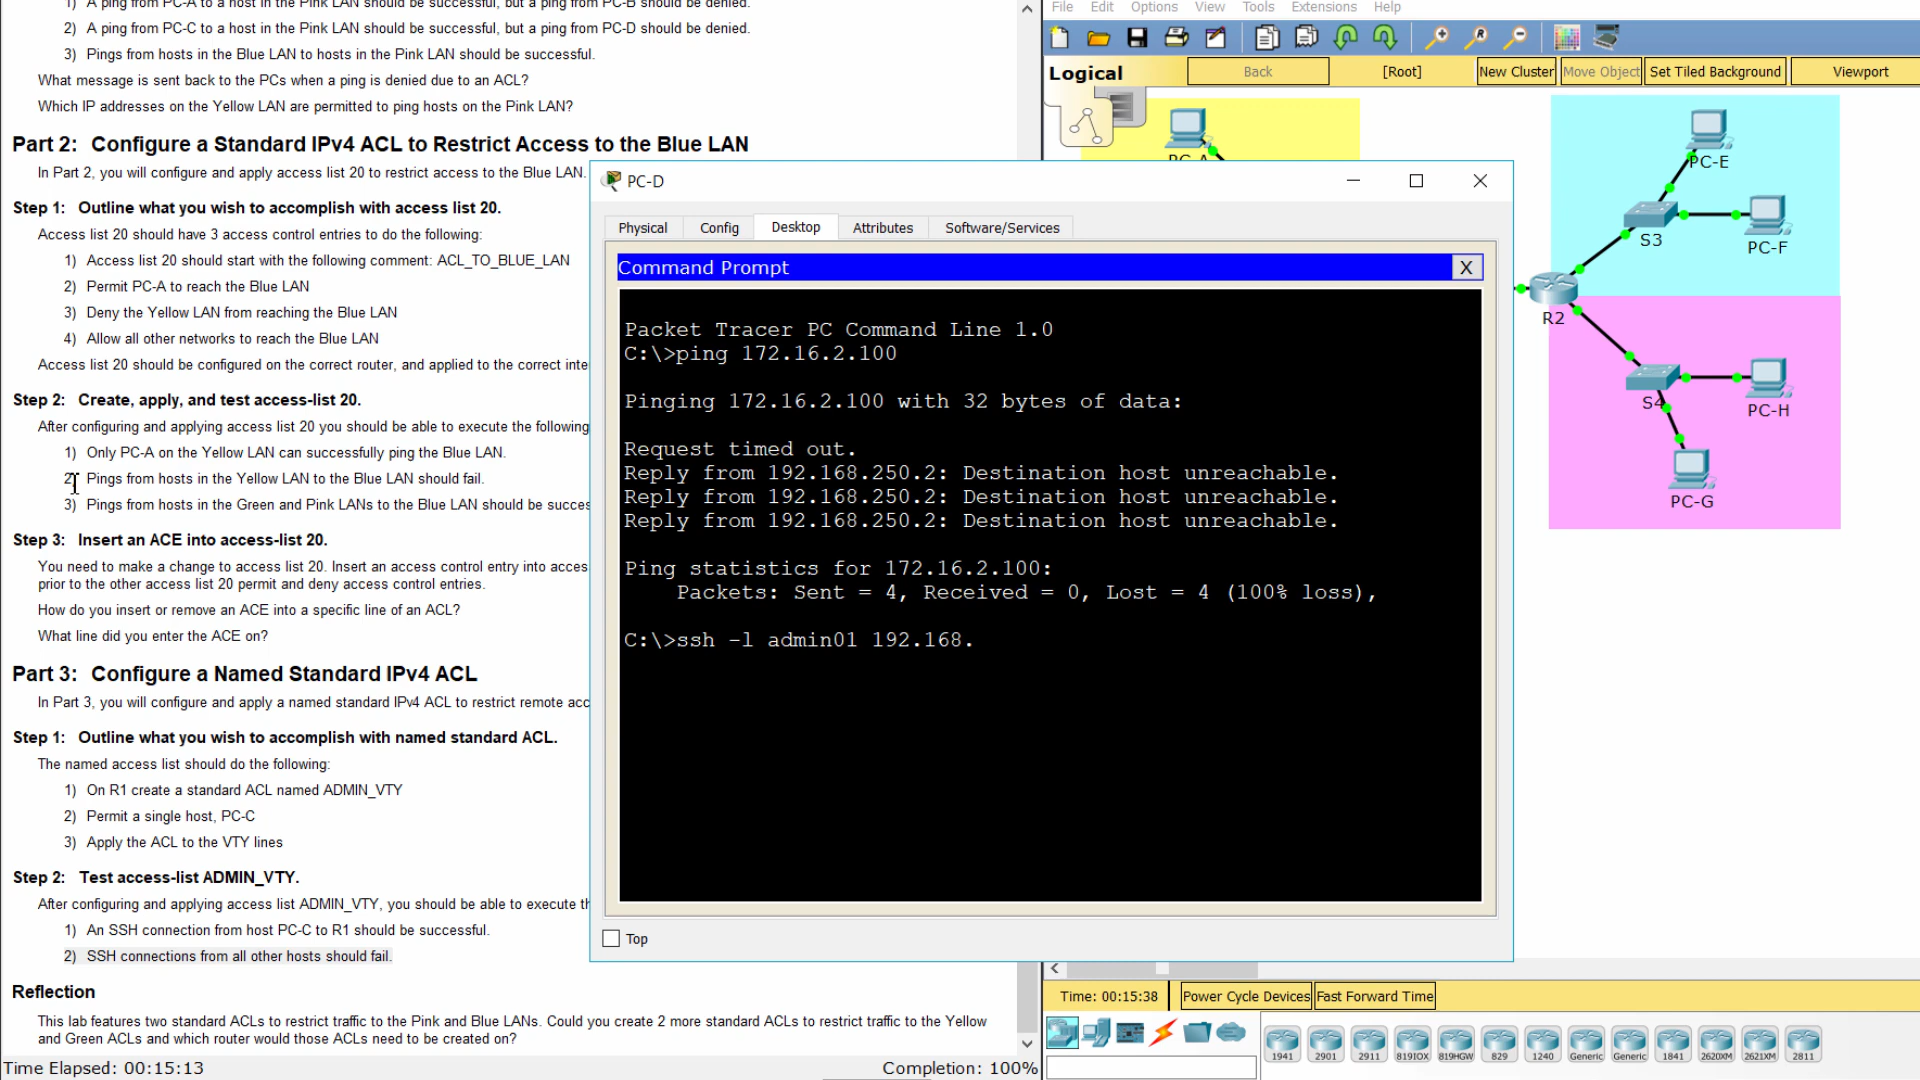 1) A ping from PC-A to a host in the Pink LAN should be successful, but a ping from PC-B should be denied.
2) A ping from PC-C to a host in the Pink LAN should be successful, but a ping from PC-D should be denied.
3) Pings from hosts in the Blue LAN to hosts in the Pink LAN should be successful.
What message is sent back to the PCs when a ping is denied due to an ACL?
Which IP addresses on the Yellow LAN are permitted to ping hosts on the Pink LAN?
Part 2: Configure a Standard IPv4 ACL to Restrict Access to the Blue LAN
In Part 2, you will configure and apply access list 20 to restrict access to the Blue LAN.
Step 1: Outline what you wish to accomplish with access list 20.
Access list 20 should have 3 access control entries to do the following:
1) Access list 20 should start with the following comment: ACL_TO_BLUE_LAN
2) Permit PC-A to reach the Blue LAN
3) Deny the Yellow LAN from reaching the Blue LAN
4) Allow all other networks to reach the Blue LAN
Access list 20 should be configured on the correct router, and applied to the correct inte
Step 2: Create, apply, and test access-list 20.
After configuring and applying access list 20 you should be able to execute the following
1) Only PC-A on the Yellow LAN can successfully ping the Blue LAN.
2) Pings from hosts in the Yellow LAN to the Blue LAN should fail.
3) Pings from hosts in the Green and Pink LANs to the Blue LAN should be succes
Step 3: Insert an ACE into access-list 20.
You need to make a change to access list 20. Insert an access control entry into acces
prior to the other access list 20 permit and deny access control entries.
How do you insert or remove an ACE into a specific line of an ACL?
What line did you enter the ACE on?
Part 3: Configure a Named Standard IPv4 ACL
In Part 3, you will configure and apply a named standard IPv4 ACL to restrict remote acc
Step 1: Outline what you wish to accomplish with named standard ACL.
The named access list should do the following:
1) On R1 create a standard ACL named ADMIN_VTY
2) Permit a single host, PC-C
3) Apply the ACL to the VTY lines
Step 2: Test access-list ADMIN_VTY.
After configuring and applying access list ADMIN_VTY, you should be able to execute th
1) An SSH connection from host PC-C to R1 should be successful.
2) SSH connections from all other hosts should fail.
Reflection
This lab features two standard ACLs to restrict traffic to the Pink and Blue LANs. Could you create 2 more standard ACLs to restrict traffic to the Yellow
and Green ACLs and which router would those ACLs need to be created on?
Time Elapsed: 00:15:13
Completion: 100%
File Edit Options View Tools Extensions Help
Logical
Back
[Root]
New Cluster
Move Object
Set Tiled Background
Viewport
PC-A
PC-E
S3
PC-F
R2
S4
PC-H
PC-G
PC-D
Physical
Config
Desktop
Attributes
Software/Services
Command Prompt
X
Packet Tracer PC Command Line 1.0
C:\>ping 172.16.2.100
Pinging 172.16.2.100 with 32 bytes of data:
Request timed out.
Reply from 192.168.250.2: Destination host unreachable.
Reply from 192.168.250.2: Destination host unreachable.
Reply from 192.168.250.2: Destination host unreachable.
Ping statistics for 172.16.2.100:
Packets: Sent = 4, Received = 0, Lost = 4 (100% loss),
C:\>ssh -l admin01 192.168.
Top
Time: 00:15:38
Power Cycle Devices
Fast Forward Time
1941
2901
2911
819IOX
819HGW
829
1240
Generic
Generic
1841
2620XM
2621XM
2811